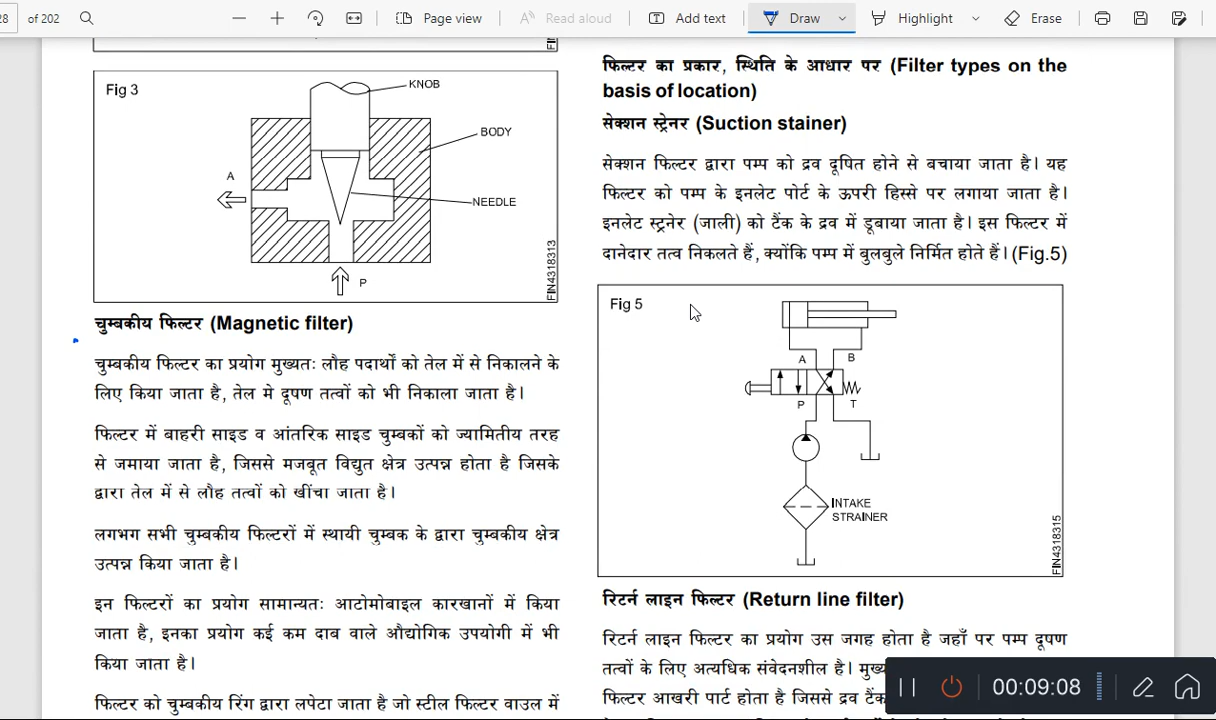 28
of 202
Page view
Read aloud
Add text
Draw
Highlight
Erase
Fig 3
KNOB
BODY
A
NEEDLE
P
FIN4318313
चुम्बकीय फिल्टर (Magnetic filter)
चुम्बकीय फिल्टर का प्रयोग मुख्यतः लौह पदार्थों को तेल में से निकालने के
लिए किया जाता है, तेल मे दूषण तत्वों को भी निकाला जाता है।
फिल्टर में बाहरी साइड व आंतरिक साइड चुम्बकों को ज्यामितीय तरह
से जमाया जाता है, जिससे मजबूत विद्युत क्षेत्र उत्पन्न होता है जिसके
द्वारा तेल में से लौह तत्वों को खींचा जाता है।
लगभग सभी चुम्बकीय फिल्टरों में स्थायी चुम्बक के द्वारा चुम्बकीय क्षेत्र
उत्पन्न किया जाता है।
इन फिल्टरों का प्रयोग सामान्यतः आटोमोबाइल कारखानों में किया
जाता है, इनका प्रयोग कई कम दाब वाले औद्योगिक उपयोगी में भी
किया जाता है।
फिल्टर को चुम्बकीय रिंग द्वारा लपेटा जाता है जो स्टील फिल्टर वाउल में
फिल्टर का प्रकार, स्थिति के आधार पर (Filter types on the
basis of location)
सेक्शन स्ट्रेनर (Suction stainer)
सेक्शन फिल्टर द्वारा पम्प को द्रव दूषित होने से बचाया जाता है। यह
फिल्टर को पम्प के इनलेट पोर्ट के ऊपरी हिस्से पर लगाया जाता है।
इनलेट स्ट्रनेर (जाली) को टैंक के द्रव में डूबाया जाता है। इस फिल्टर में
दानेदार तत्व निकलते हैं, क्योंकि पम्प में बुलबुले निर्मित होते हैं। (Fig.5)
Fig 5
A
B
P
T
INTAKE
STRAINER
FIN4318315
रिटर्न लाइन फिल्टर (Return line filter)
रिटर्न लाइन फिल्टर का प्रयोग उस जगह होता है जहाँ पर पम्प दूषण
तत्वों के लिए अत्यधिक संवेदनशील है।
फिल्टर आखरी पार्ट होता है जिससे द्रव
00:09:08